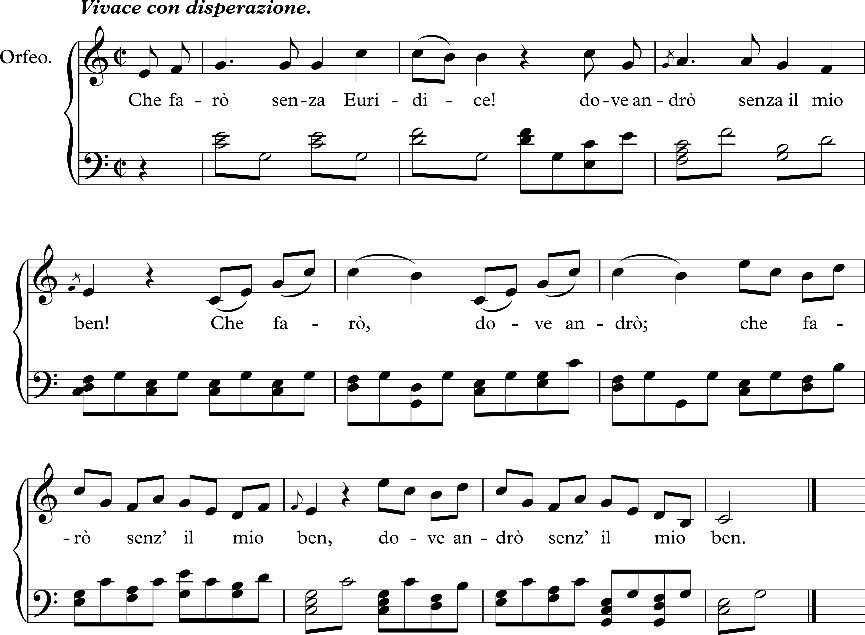 Vivace con disperazione.
Orfeo.
Che fa - rò sen - za Euri - di - ce! do - ve an - drò senza il mio
ben! Che fa - rò, do - ve an - drò; che fa -
- rò senz' il mio ben, do - ve an - drò senz' il mio ben.